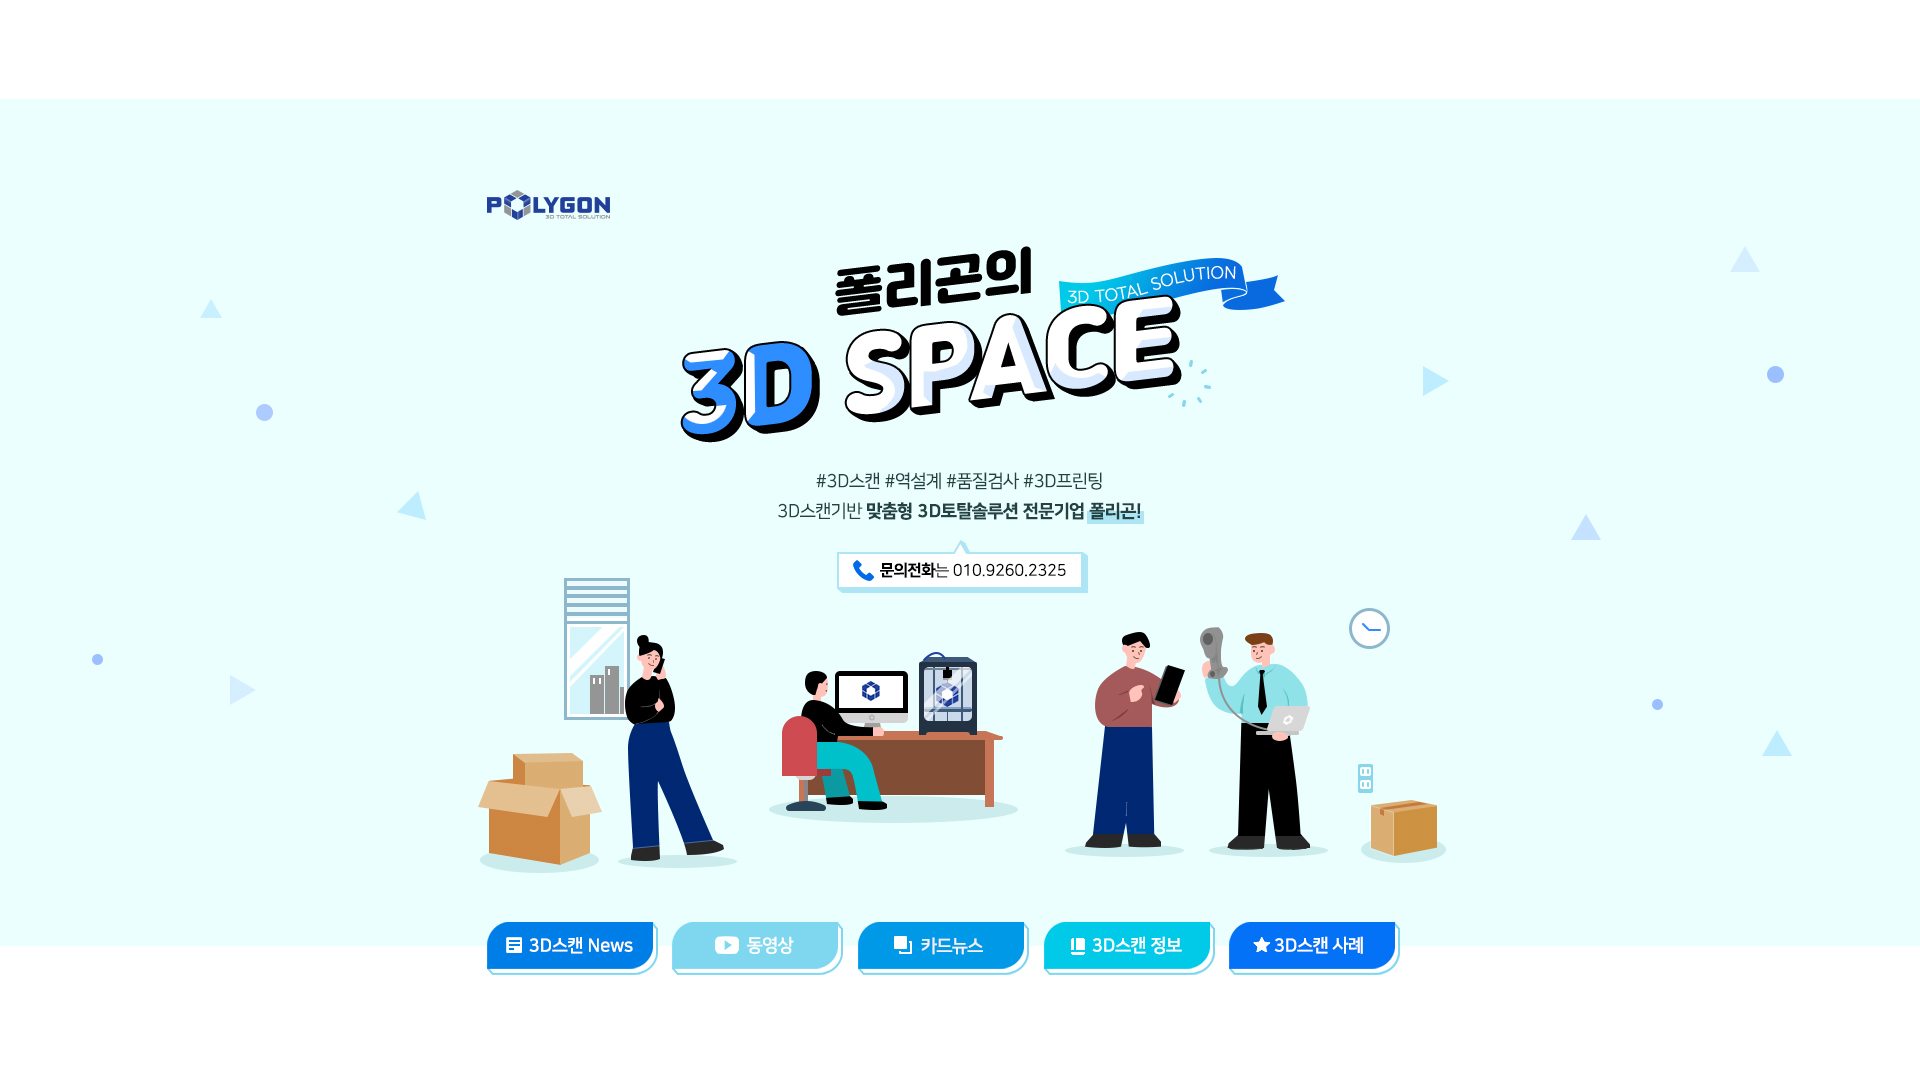 POLYGON
3D TOTAL SOLUTION
폴리곤의
3D TOTAL SOLUTION
3D SPACE
#3D스캔 #역설계 #품질검사 #3D프린팅
3D스캔기반 맞춤형 3D토탈솔루션 전문기업 폴리곤!
문의전화는 010.9260.2325
3D스캔 News
동영상
카드뉴스
3D스캔 정보
3D스캔 사례